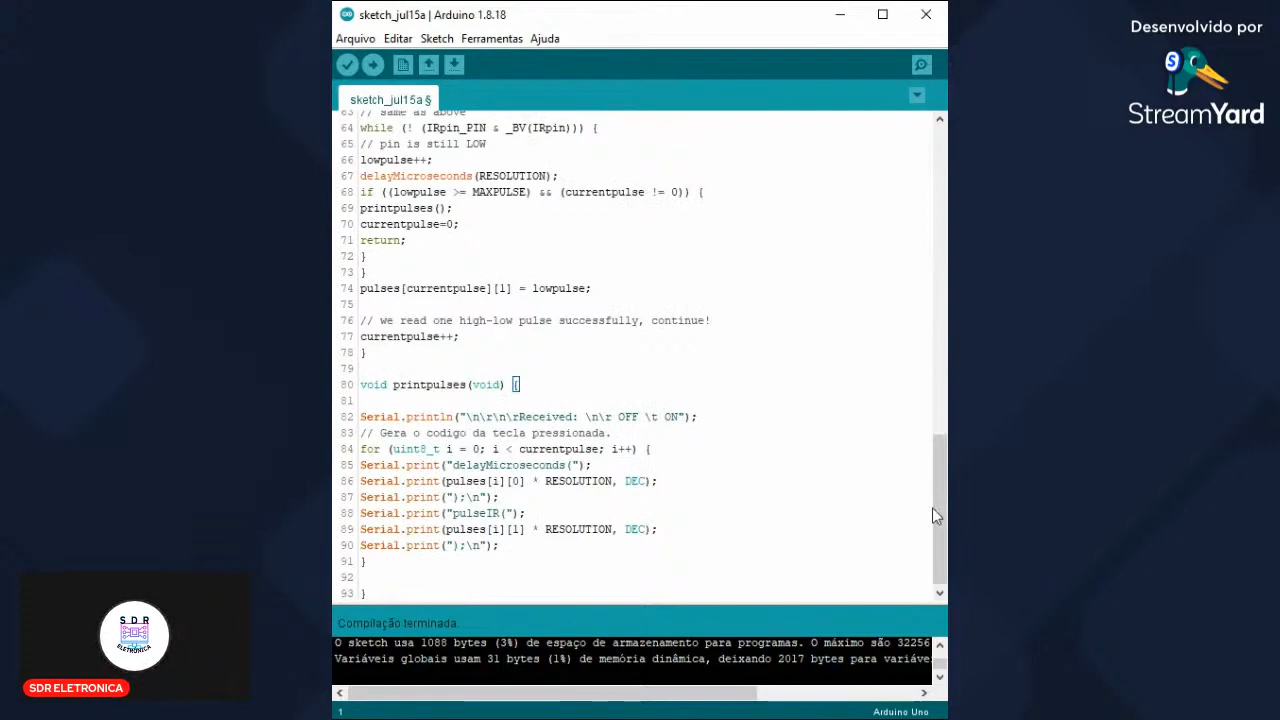 sketch_jul15a | Arduino 1.8.18
Arquivo Editar Sketch Ferramentas Ajuda
sketch_jul15a §
63 // same as above
64 while (! (IRpin_PIN & _BV(IRpin))) {
65 // pin is still LOW
66 lowpulse++;
67 delayMicroseconds(RESOLUTION);
68 if ((lowpulse >= MAXPULSE) && (currentpulse != 0)) {
69 printpulses();
70 currentpulse=0;
71 return;
72 }
73 }
74 pulses[currentpulse][1] = lowpulse;
75
76 // we read one high-low pulse successfully, continue!
77 currentpulse++;
78 }
79
80 void printpulses(void) {
81
82 Serial.println("\n\r\n\rReceived: \n\r OFF \t ON");
83 // Gera o codigo da tecla pressionada.
84 for (uint8_t i = 0; i < currentpulse; i++) {
85 Serial.print("delayMicroseconds(");
86 Serial.print(pulses[i][0] * RESOLUTION, DEC);
87 Serial.print(");\n");
88 Serial.print("pulseIR(");
89 Serial.print(pulses[i][1] * RESOLUTION, DEC);
90 Serial.print(");\n");
91 }
92
93 }
Compilação terminada.
O sketch usa 1088 bytes (3%) de espaço de armazenamento para programas. O máximo são 32256
Variáveis globais usam 31 bytes (1%) de memória dinâmica, deixando 2017 bytes para variáve
1
Arduino Uno
Desenvolvido por
S
StreamYard
S D R
ELETRONICA
SDR ELETRONICA